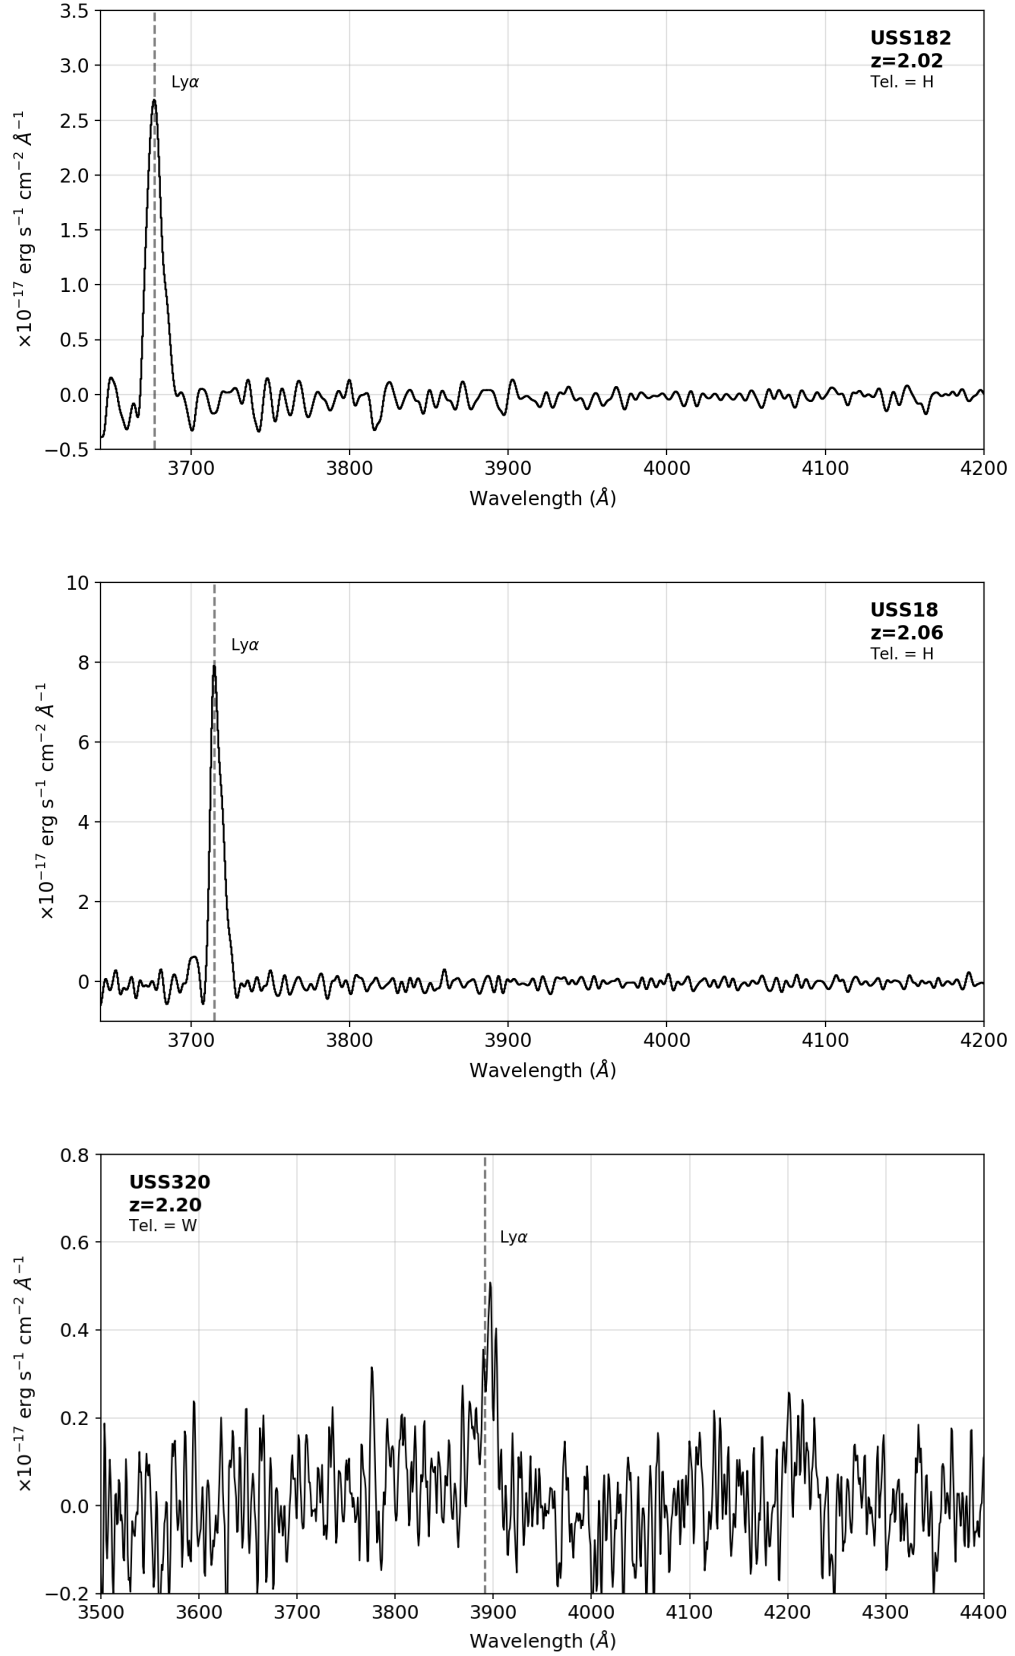 3.5
3.0
2.5
2.0
1.5
1.0
0.5
0.0
−0.5
×10⁻¹⁷ erg s⁻¹ cm⁻² Å⁻¹
Lyα
USS182
z=2.02
Tel. = H
3700 3800 3900 4000 4100 4200
Wavelength (Å)
10
8
6
4
2
0
×10⁻¹⁷ erg s⁻¹ cm⁻² Å⁻¹
Lyα
USS18
z=2.06
Tel. = H
3700 3800 3900 4000 4100 4200
Wavelength (Å)
0.8
0.6
0.4
0.2
0.0
−0.2
×10⁻¹⁷ erg s⁻¹ cm⁻² Å⁻¹
USS320
z=2.20
Tel. = W
Lyα
3500 3600 3700 3800 3900 4000 4100 4200 4300 4400
Wavelength (Å)